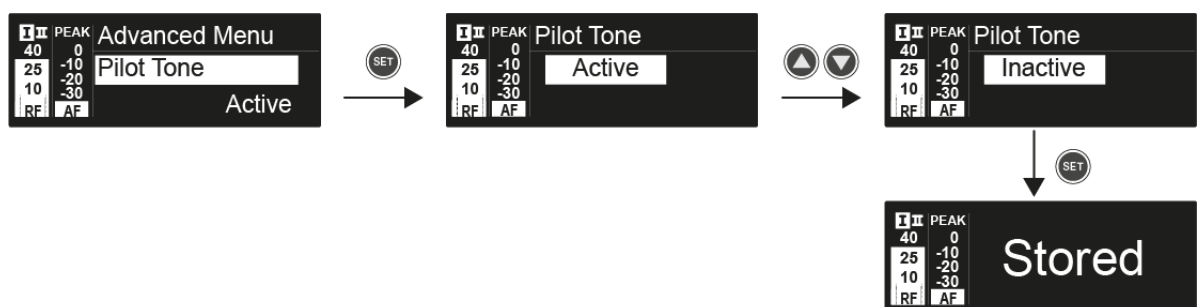 I II PEAK Advanced Menu
40 0
25 -10 Pilot Tone
-20
10 -30
RF AF Active
SET
I II PEAK Pilot Tone
40 0
25 -10 Active
-20
10 -30
RF AF
I II PEAK Pilot Tone
40 0
25 -10 Inactive
-20
10 -30
RF AF
SET
I II PEAK
40 0
25 -10 Stored
-20
10 -30
RF AF